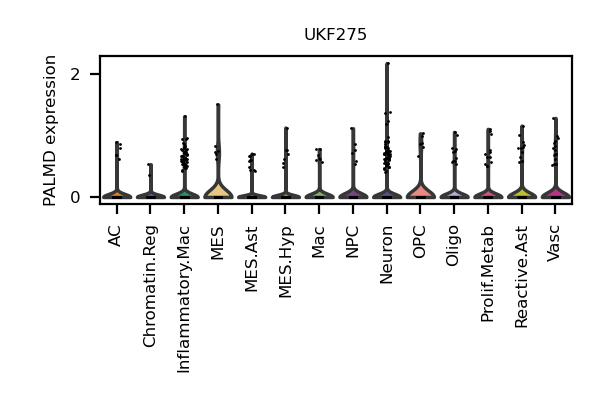 UKF275
PALMD expression
2
0
AC
Chromatin.Reg
Inflammatory.Mac
MES
MES.Ast
MES.Hyp
Mac
NPC
Neuron
OPC
Oligo
Prolif.Metab
Reactive.Ast
Vasc